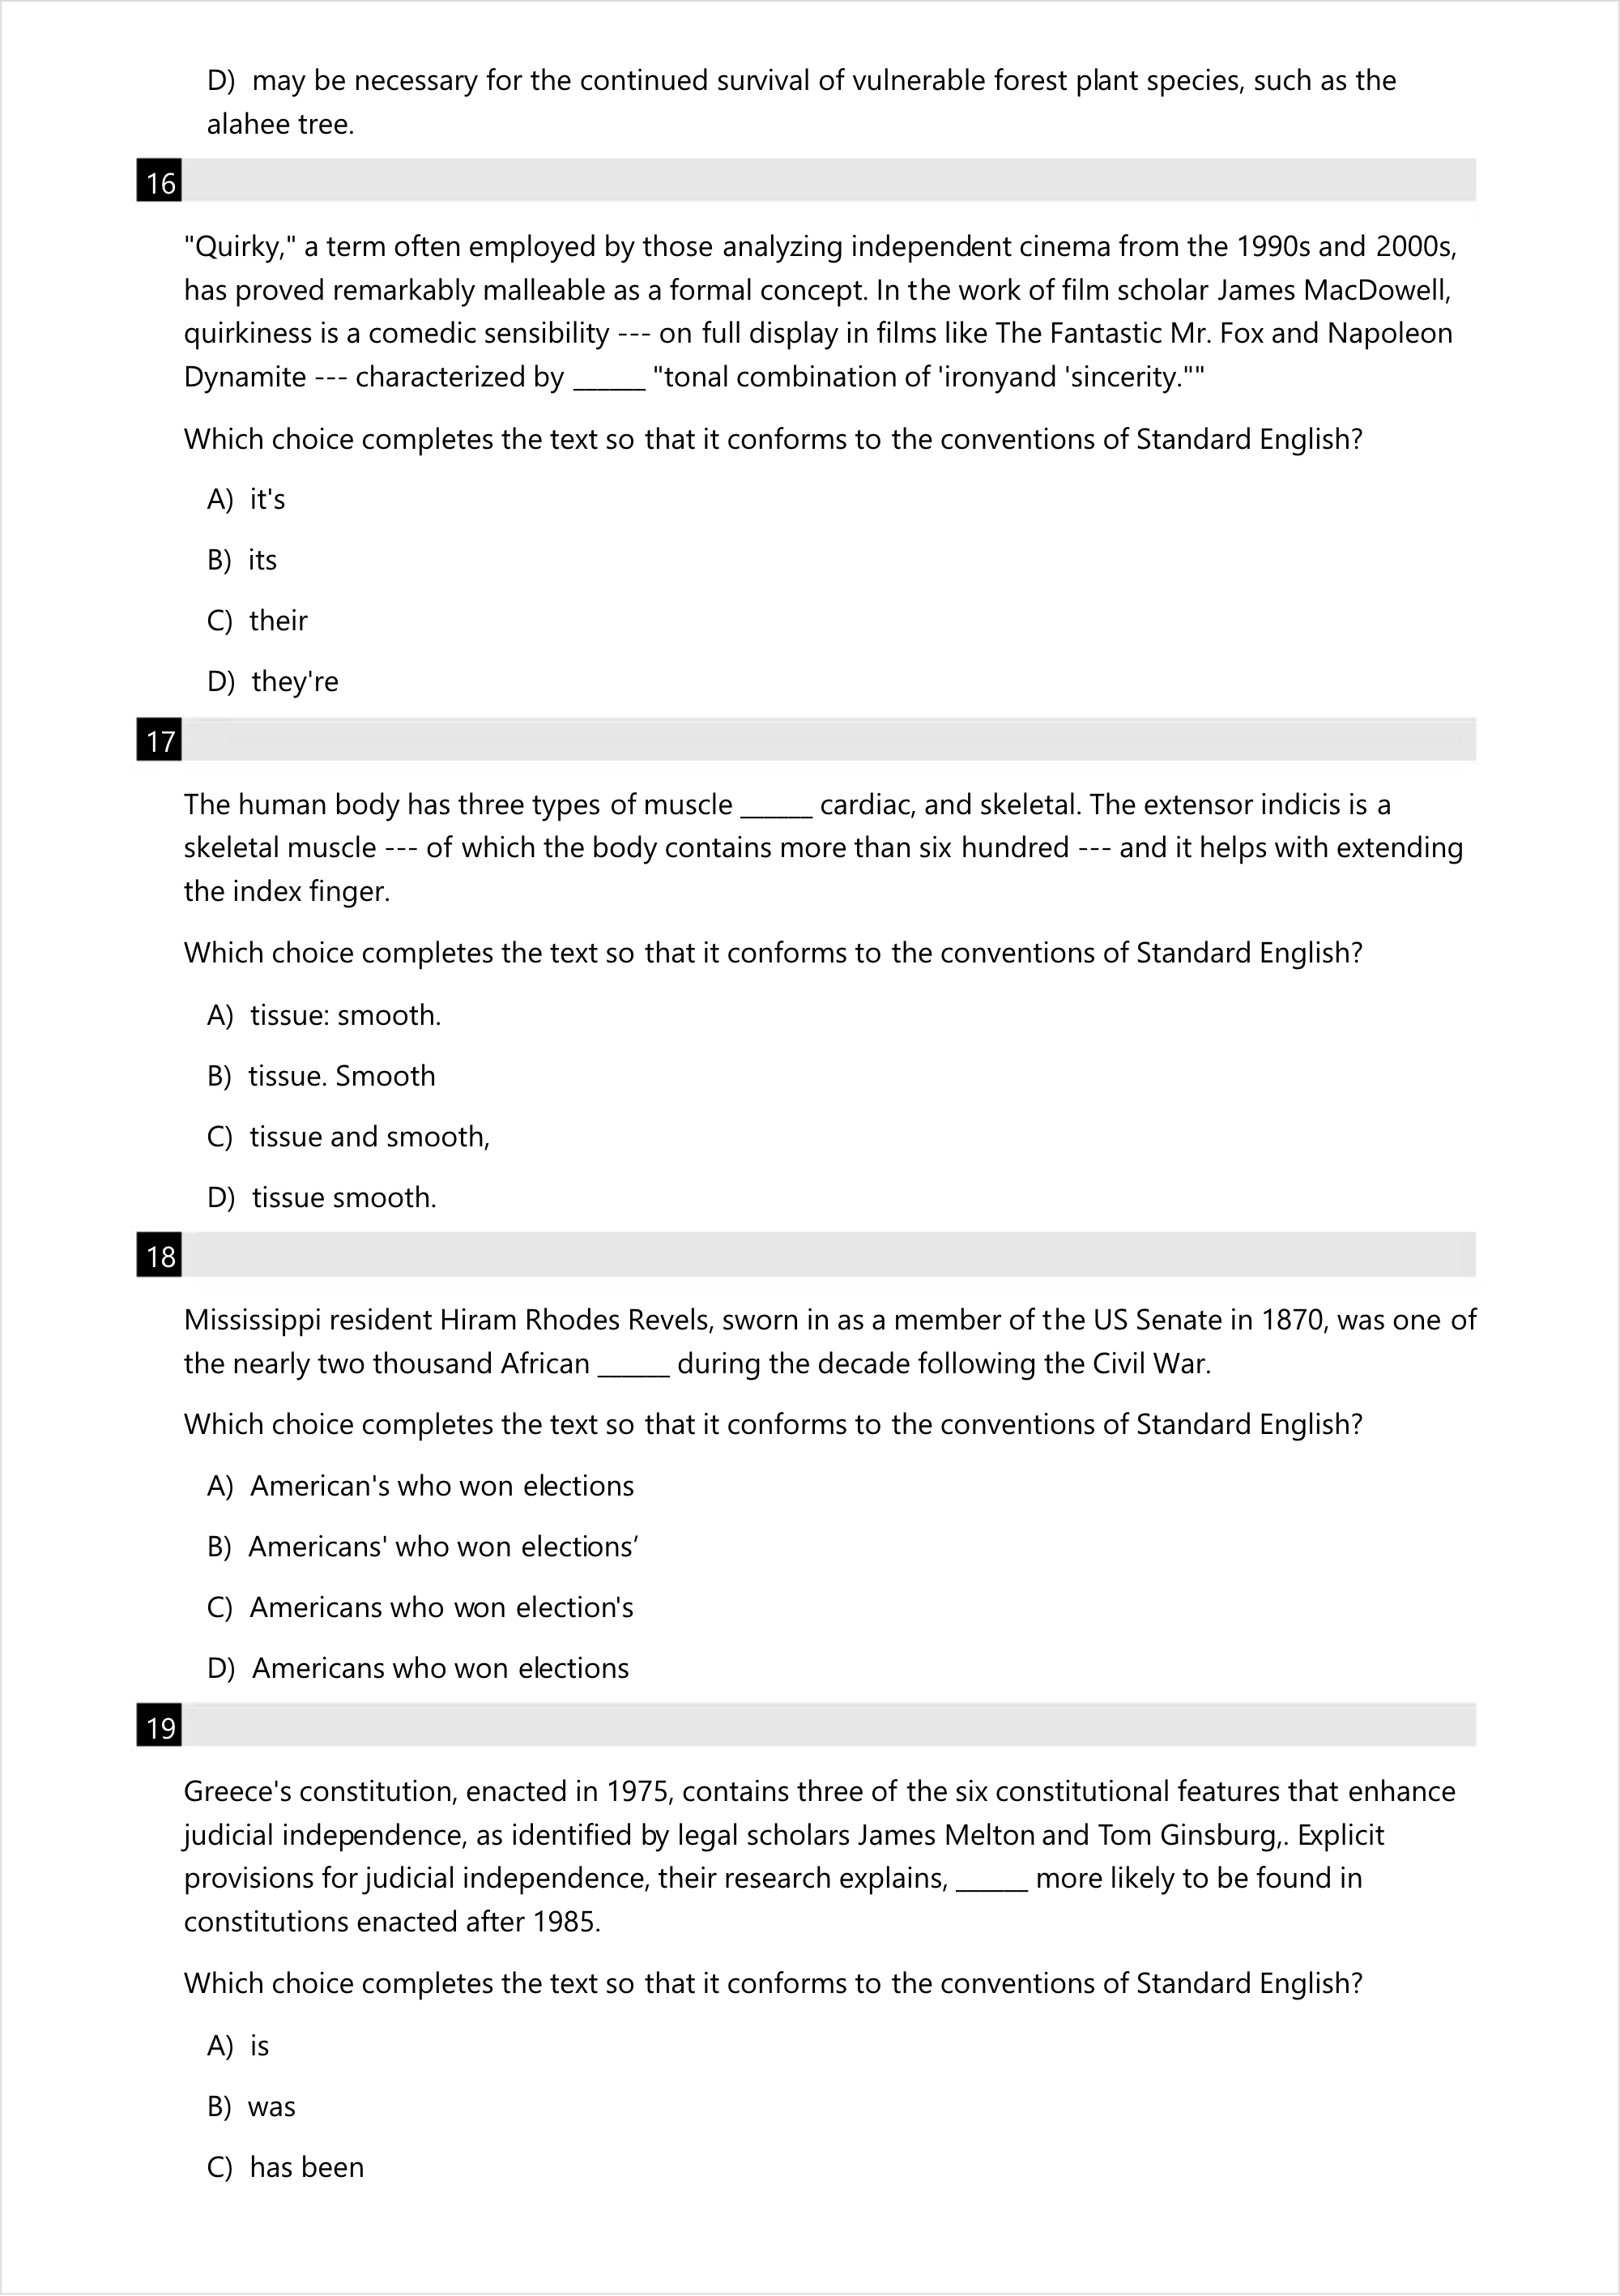 D) may be necessary for the continued survival of vulnerable forest plant species, such as the
alahee tree.
16
"Quirky," a term often employed by those analyzing independent cinema from the 1990s and 2000s,
has proved remarkably malleable as a formal concept. In the work of film scholar James MacDowell,
quirkiness is a comedic sensibility --- on full display in films like The Fantastic Mr. Fox and Napoleon
Dynamite --- characterized by ______ "tonal combination of 'ironyand 'sincerity.""
Which choice completes the text so that it conforms to the conventions of Standard English?
A) it's
B) its
C) their
D) they're
17
The human body has three types of muscle ______ cardiac, and skeletal. The extensor indicis is a
skeletal muscle --- of which the body contains more than six hundred --- and it helps with extending
the index finger.
Which choice completes the text so that it conforms to the conventions of Standard English?
A) tissue: smooth.
B) tissue. Smooth
C) tissue and smooth,
D) tissue smooth.
18
Mississippi resident Hiram Rhodes Revels, sworn in as a member of the US Senate in 1870, was one of
the nearly two thousand African ______ during the decade following the Civil War.
Which choice completes the text so that it conforms to the conventions of Standard English?
A) American's who won elections
B) Americans' who won elections’
C) Americans who won election's
D) Americans who won elections
19
Greece's constitution, enacted in 1975, contains three of the six constitutional features that enhance
judicial independence, as identified by legal scholars James Melton and Tom Ginsburg,. Explicit
provisions for judicial independence, their research explains, ______ more likely to be found in
constitutions enacted after 1985.
Which choice completes the text so that it conforms to the conventions of Standard English?
A) is
B) was
C) has been